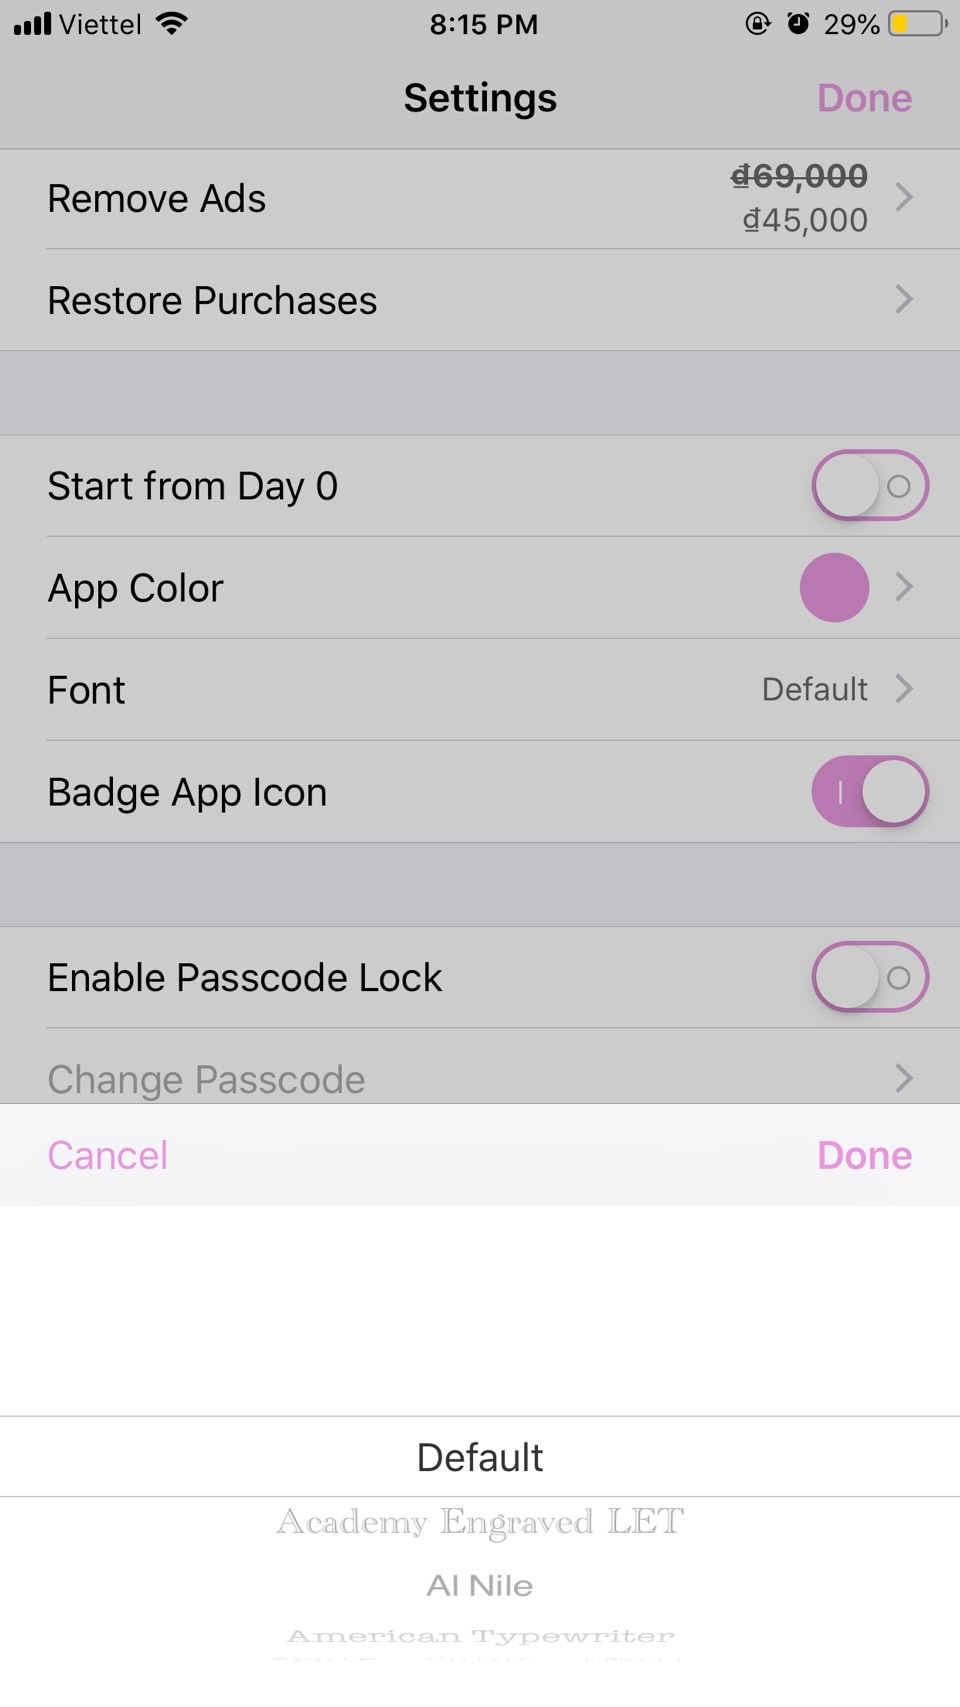 Viettel 8:15 PM 29%
Settings Done
Remove Ads ₫69,000
₫45,000
Restore Purchases
Start from Day 0
App Color
Font Default
Badge App Icon
Enable Passcode Lock
Change Passcode
Cancel Done
Default
Academy Engraved LET
Al Nile
American Typewriter